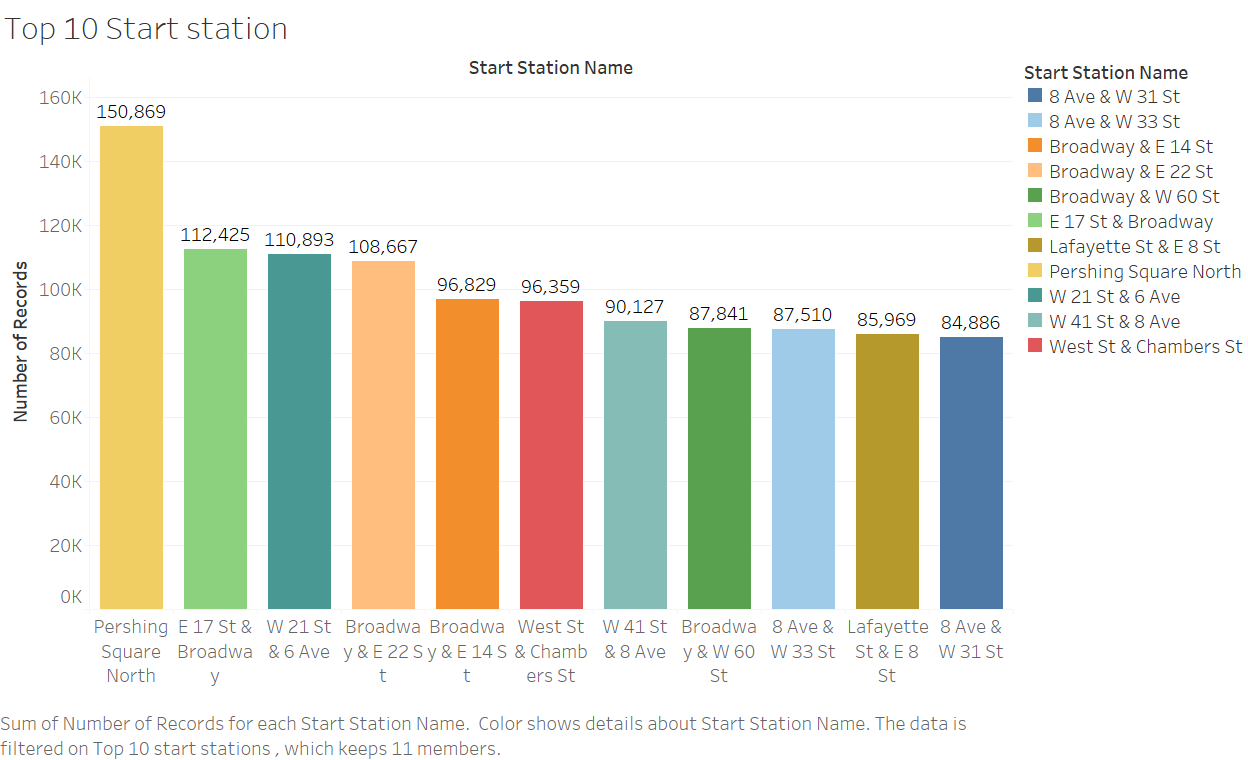 Top 10 Start station
Start Station Name
Number of Records
160K
140K
120K
100K
80K
60K
40K
20K
0K
150,869
112,425
110,893
108,667
96,829
96,359
90,127
87,841
87,510
85,969
84,886
Pershing
Square
North
E 17 St &
Broadwa
y
W 21 St
& 6 Ave
Broadwa
y & E 22 S
t
Broadwa
y & E 14 S
t
West St
& Chamb
ers St
W 41 St
& 8 Ave
Broadwa
y & W 60
St
8 Ave &
W 33 St
Lafayette
St & E 8
St
8 Ave &
W 31 St
Start Station Name
8 Ave & W 31 St
8 Ave & W 33 St
Broadway & E 14 St
Broadway & E 22 St
Broadway & W 60 St
E 17 St & Broadway
Lafayette St & E 8 St
Pershing Square North
W 21 St & 6 Ave
W 41 St & 8 Ave
West St & Chambers St
Sum of Number of Records for each Start Station Name.  Color shows details about Start Station Name. The data is
filtered on Top 10 start stations , which keeps 11 members.